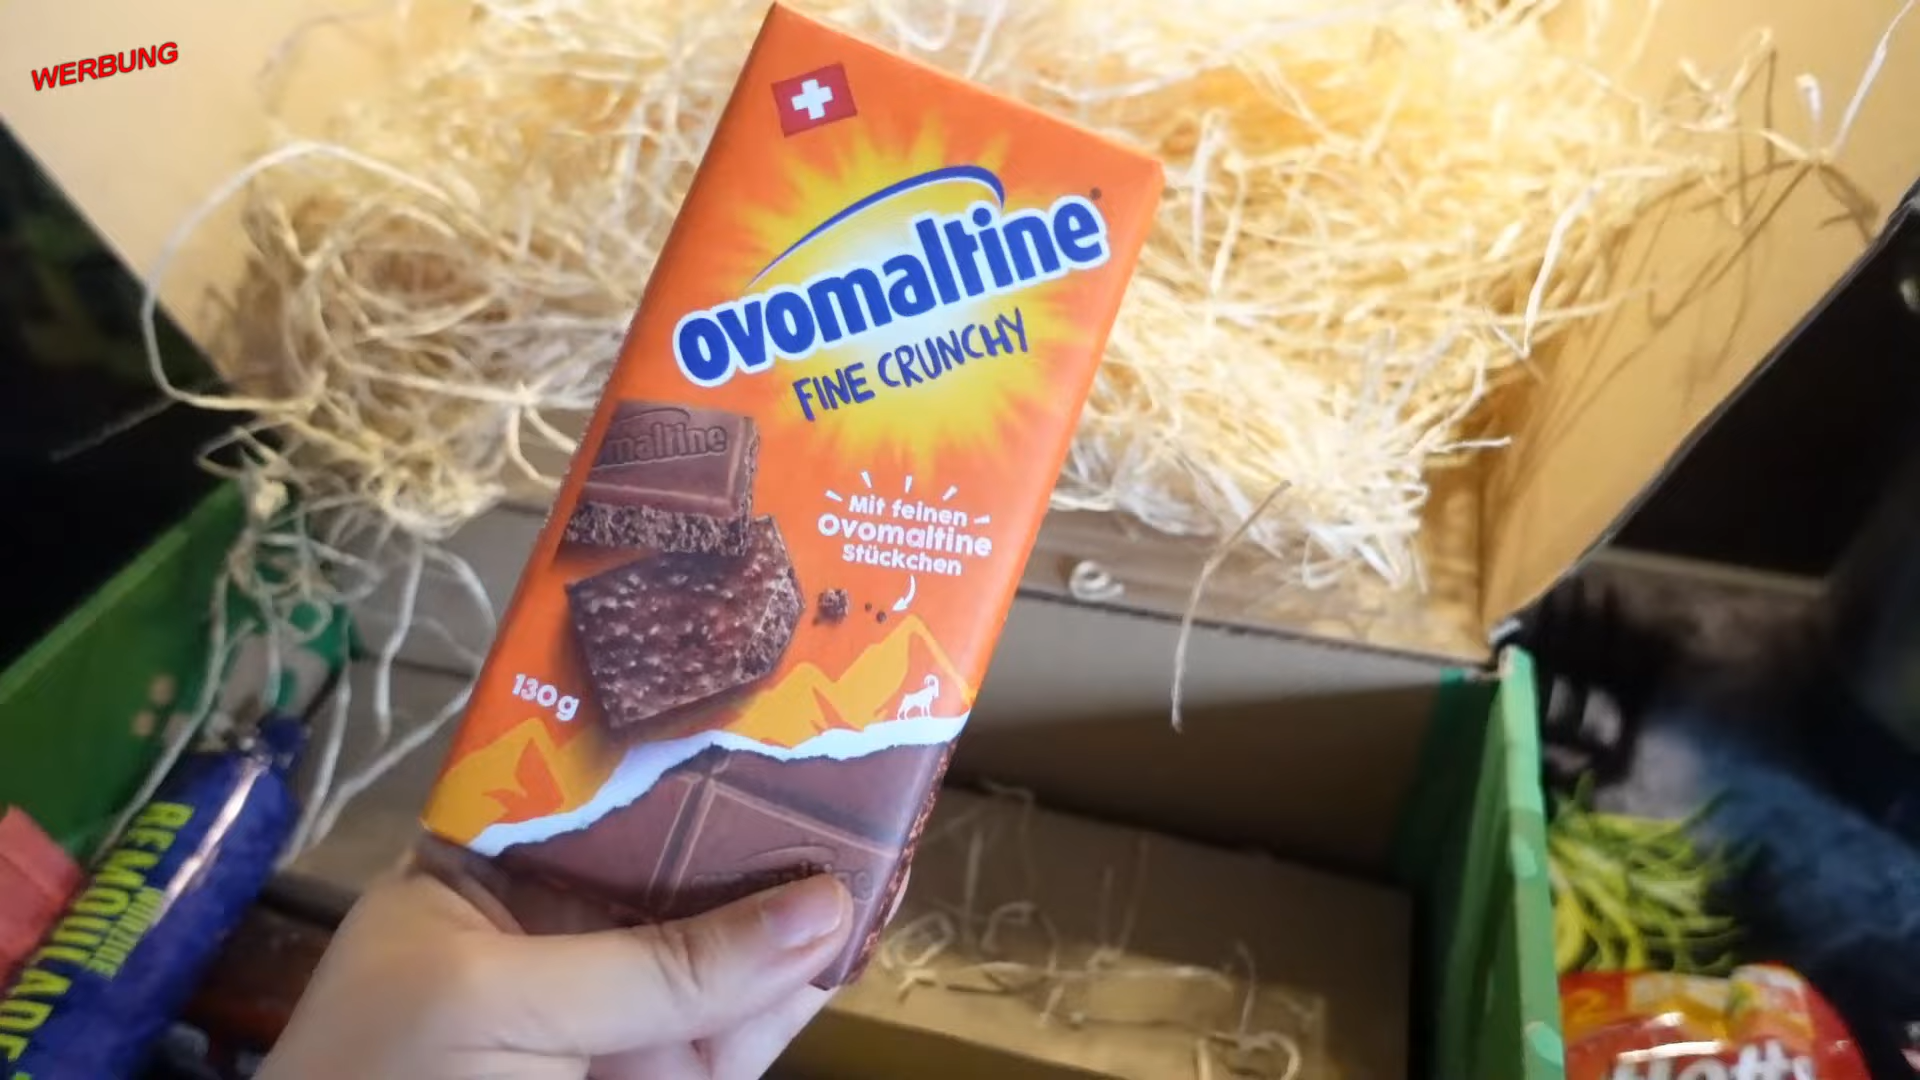 WERBUNG
ovomaltine
FINE CRUNCHY
maltine
Mit feinen
Ovomaltine
Stückchen
130g
REMOULADE